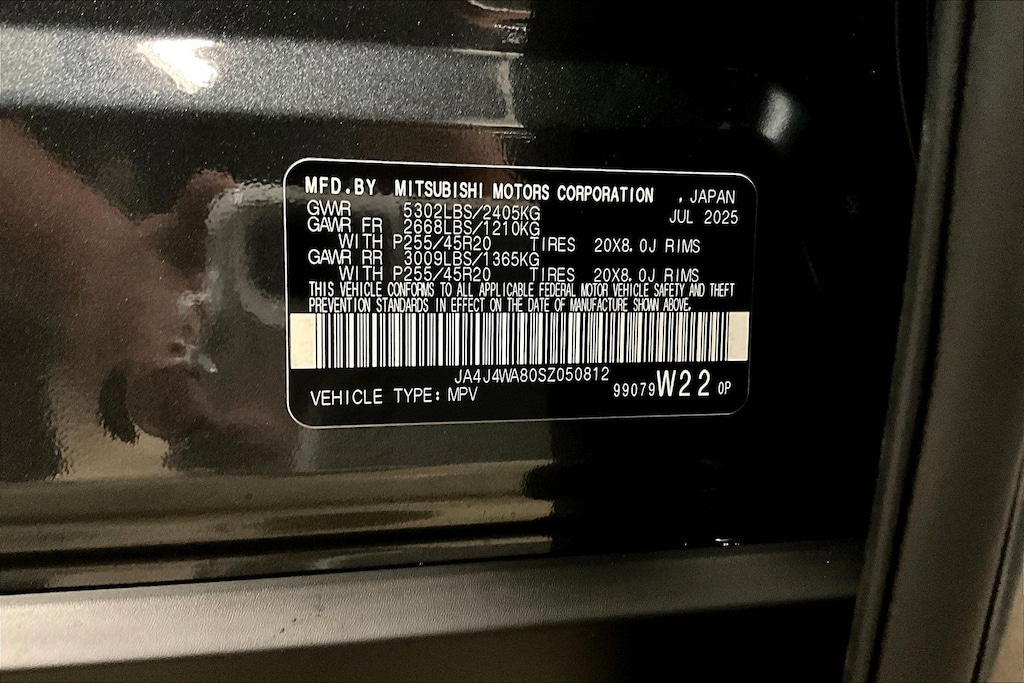 MFD.BY MITSUBISHI MOTORS CORPORATION , JAPAN
JUL 2025
GVWR 5302LBS/2405KG
GAWR FR 2668LBS/1210KG
WITH P255/45R20 TIRES 20X8.0J RIMS
GAWR RR 3009LBS/1365KG
WITH P255/45R20 TIRES 20X8.0J RIMS
THIS VEHICLE CONFORMS TO ALL APPLICABLE FEDERAL MOTOR VEHICLE SAFETY AND THEFT
PREVENTION STANDARDS IN EFFECT ON THE DATE OF MANUFACTURE SHOWN ABOVE.
JA4J4WA80SZ050812
VEHICLE TYPE: MPV 99079 W22 0P